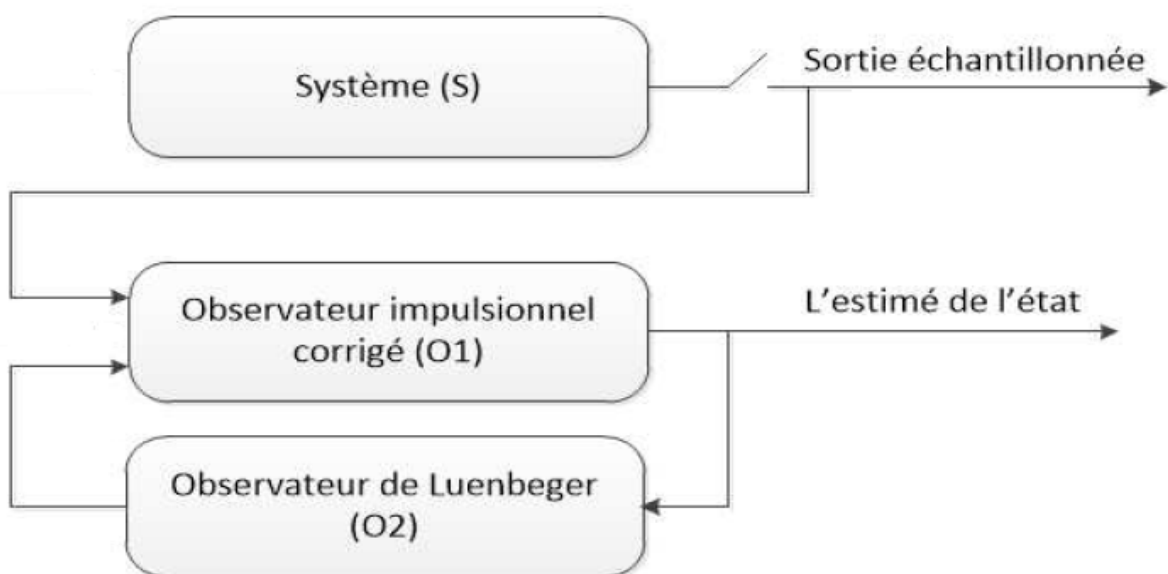 Système (S)
Sortie échantillonnée
Observateur impulsionnel
corrigé (O1)
L'estimé de l'état
Observateur de Luenbeger
(O2)